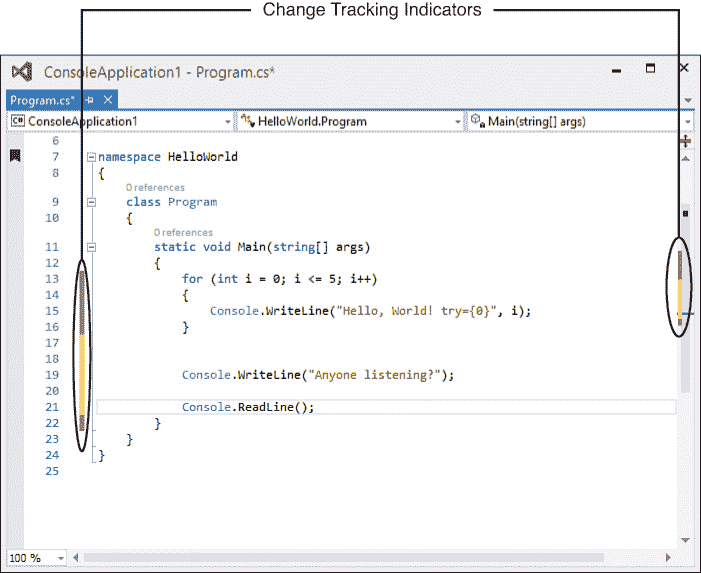 Change Tracking Indicators
ConsoleApplication1 - Program.cs*
Program.cs*
C# ConsoleApplication1 HelloWorld.Program Main(string[] args)
6
7 namespace HelloWorld
8 {
0 references
9 class Program
10 {
0 references
11 static void Main(string[] args)
12 {
13 for (int i = 0; i <= 5; i++)
14 {
15 Console.WriteLine("Hello, World! try={0}", i);
16 }
17
18
19 Console.WriteLine("Anyone listening?");
20
21 Console.ReadLine();
22 }
23 }
24 }
25
100 %